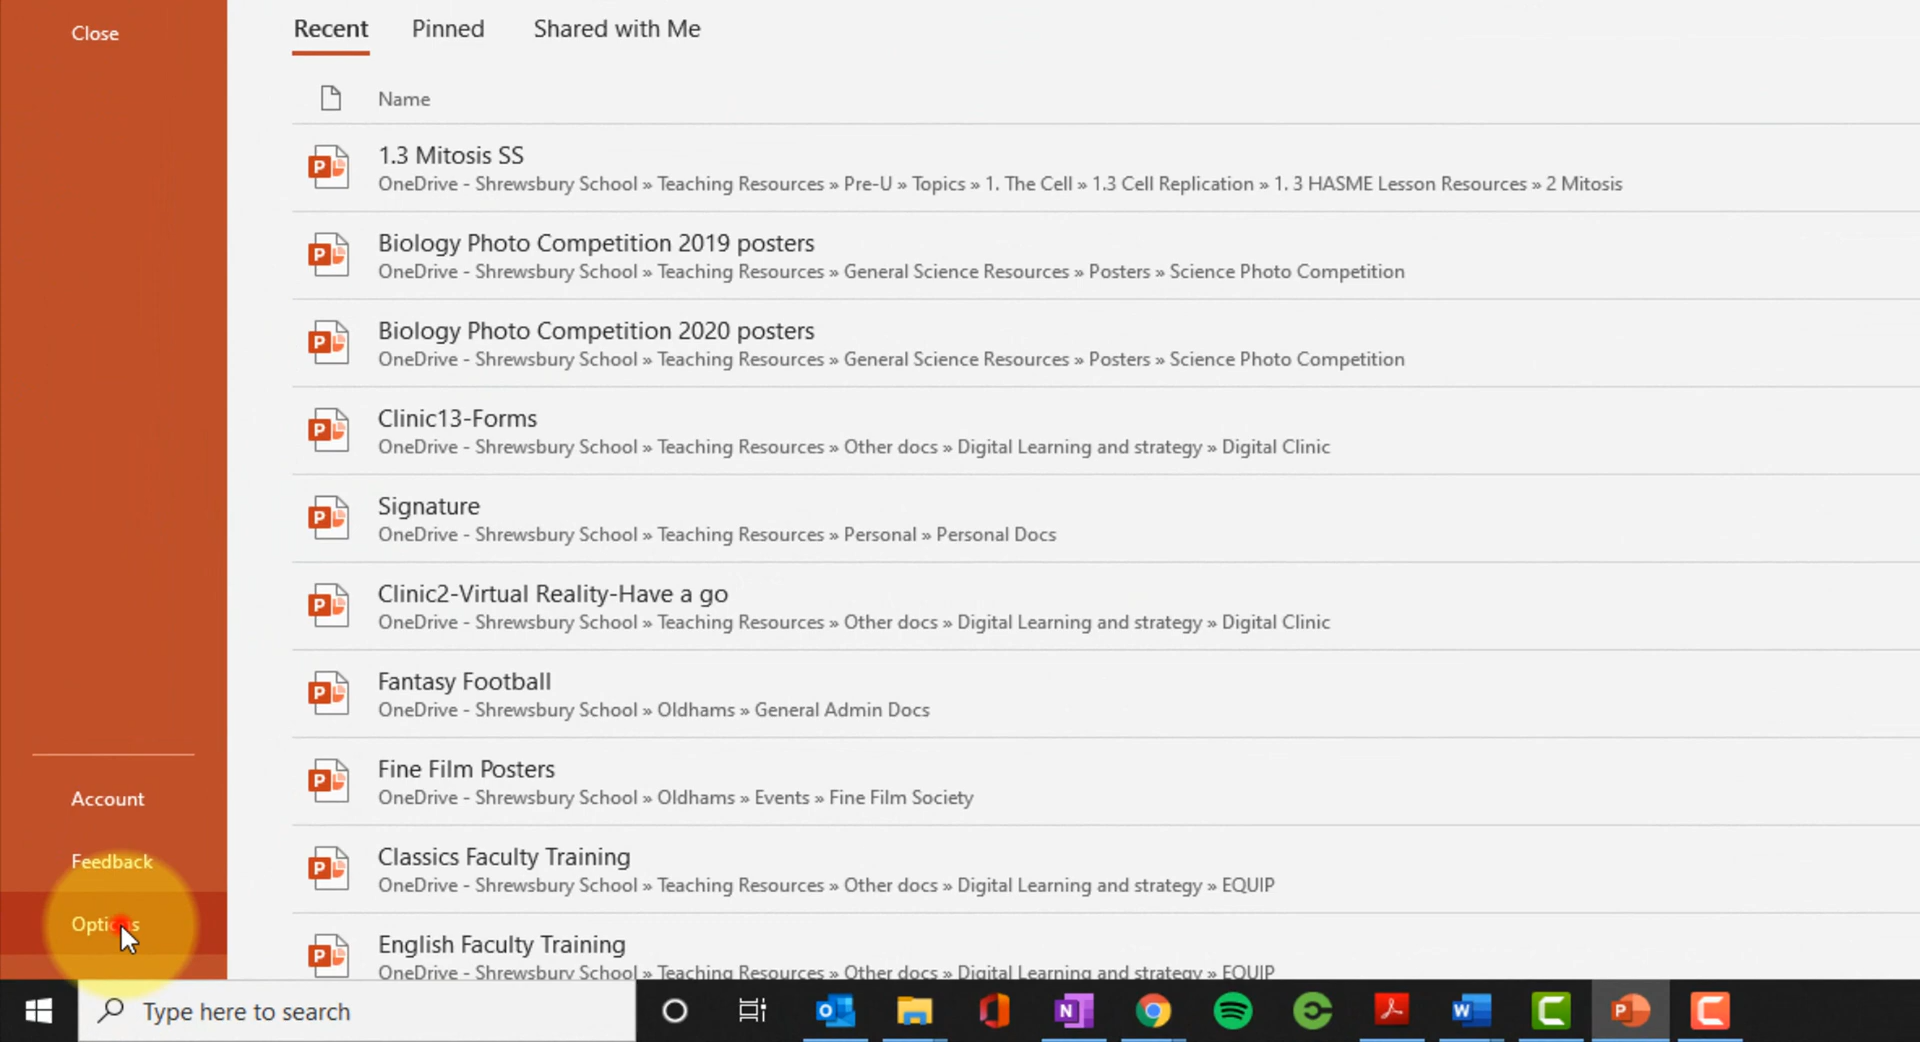 Close
Recent Pinned Shared with Me
Name
1.3 Mitosis SS
OneDrive - Shrewsbury School » Teaching Resources » Pre-U » Topics » 1. The Cell » 1.3 Cell Replication » 1. 3 HASME Lesson Resources » 2 Mitosis
Biology Photo Competition 2019 posters
OneDrive - Shrewsbury School » Teaching Resources » General Science Resources » Posters » Science Photo Competition
Biology Photo Competition 2020 posters
OneDrive - Shrewsbury School » Teaching Resources » General Science Resources » Posters » Science Photo Competition
Clinic13-Forms
OneDrive - Shrewsbury School » Teaching Resources » Other docs » Digital Learning and strategy » Digital Clinic
Signature
OneDrive - Shrewsbury School » Teaching Resources » Personal » Personal Docs
Clinic2-Virtual Reality-Have a go
OneDrive - Shrewsbury School » Teaching Resources » Other docs » Digital Learning and strategy » Digital Clinic
Fantasy Football
OneDrive - Shrewsbury School » Oldhams » General Admin Docs
Fine Film Posters
OneDrive - Shrewsbury School » Oldhams » Events » Fine Film Society
Classics Faculty Training
OneDrive - Shrewsbury School » Teaching Resources » Other docs » Digital Learning and strategy » EQUIP
English Faculty Training
OneDrive - Shrewsbury School » Teaching Resources » Other docs » Digital Learning and strategy » EQUIP
Account
Feedback
Options
Type here to search